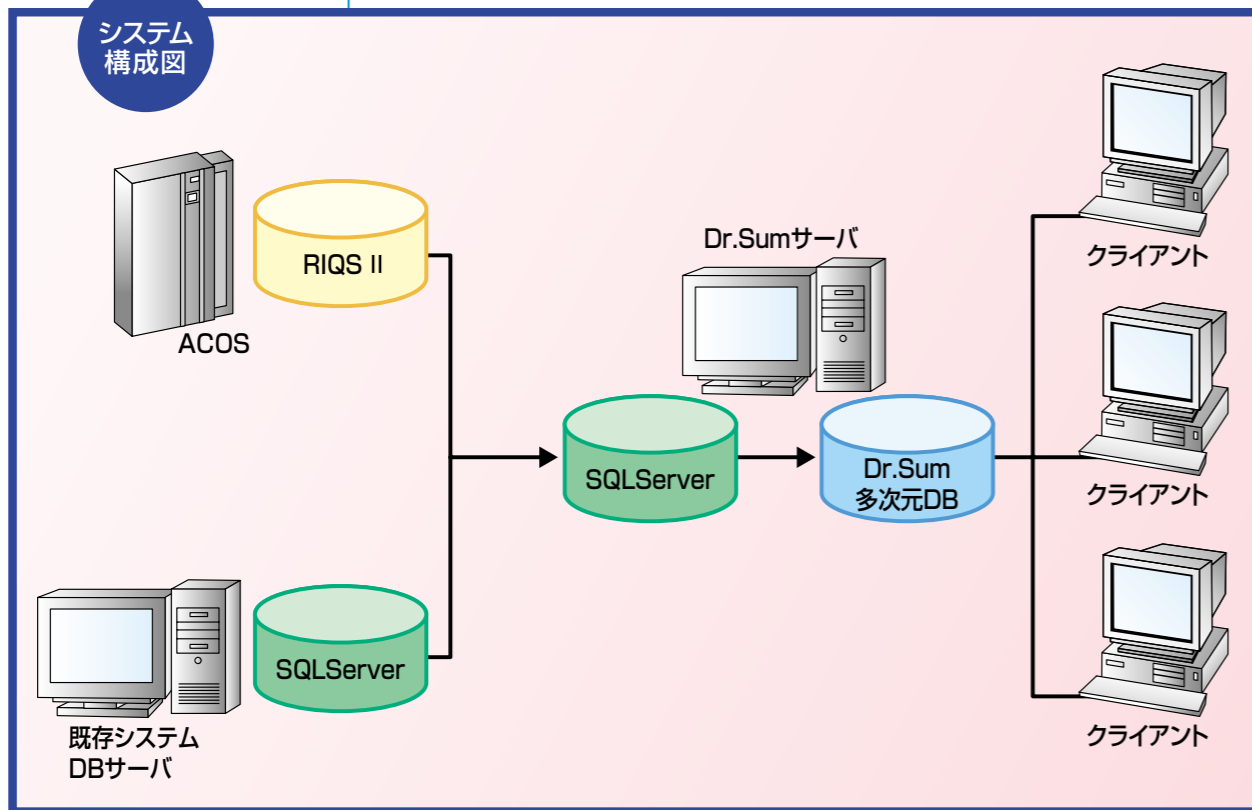 システム
構成図
RIQS II
ACOS
Dr.Sumサーバ
SQLServer
Dr.Sum
多次元DB
SQLServer
既存システム
DBサーバ
クライアント
クライアント
クライアント